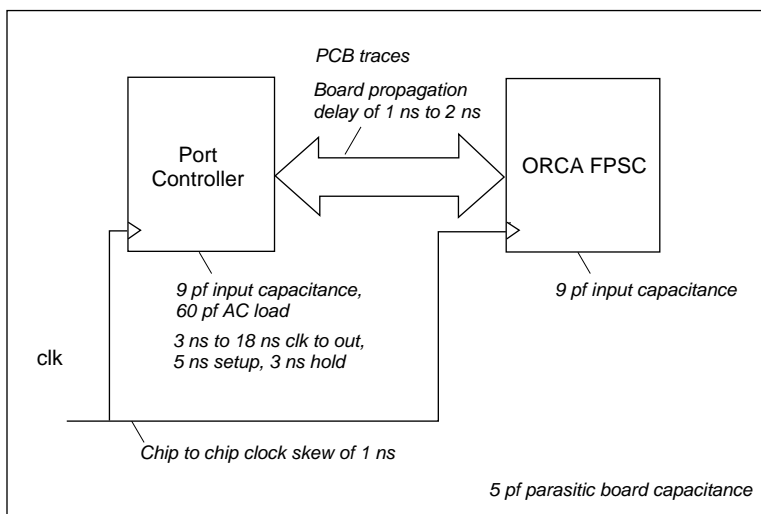 PCB traces
Board propagation
delay of 1 ns to 2 ns
Port
Controller
ORCA FPSC
9 pf input capacitance,
60 pf AC load
3 ns to 18 ns clk to out,
5 ns setup, 3 ns hold
9 pf input capacitance
clk
Chip to chip clock skew of 1 ns
5 pf parasitic board capacitance